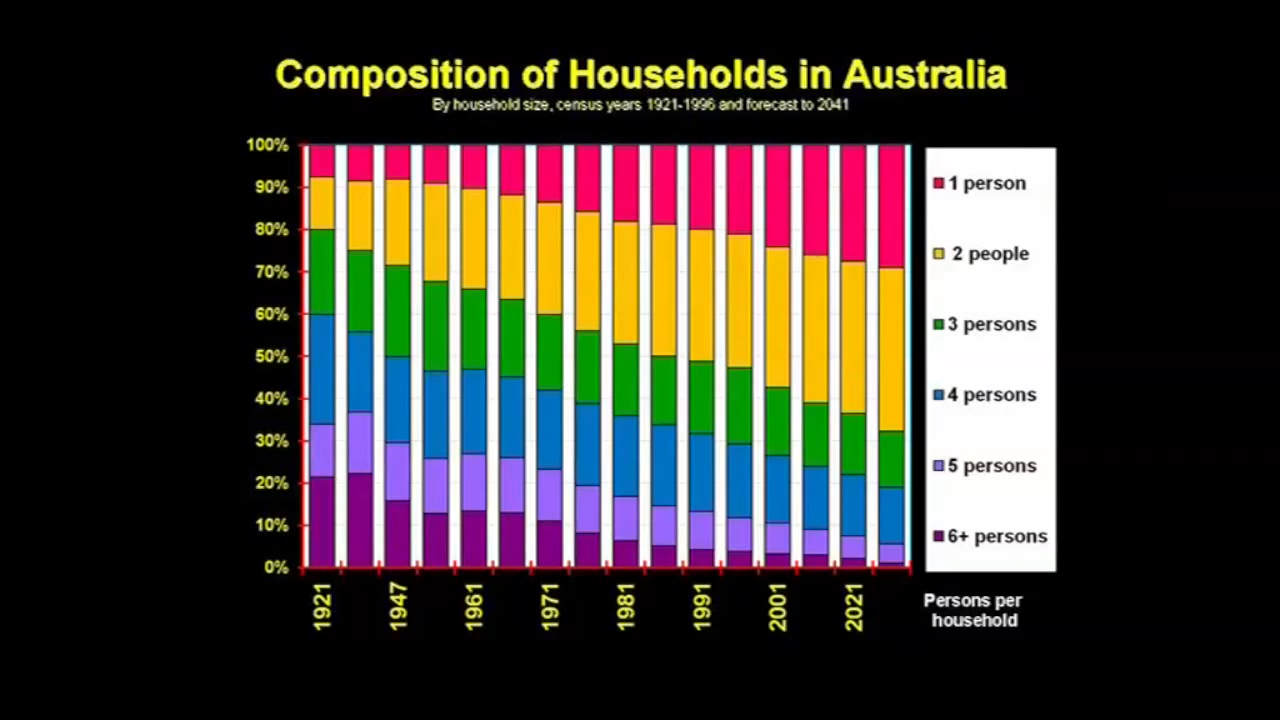 Composition of Households in Australia
By household size, census years 1921-1996 and forecast to 2041
100%
90%
80%
70%
60%
50%
40%
30%
20%
10%
0%
1921
1947
1961
1971
1981
1991
2001
2021
1 person
2 people
3 persons
4 persons
5 persons
6+ persons
Persons per
household